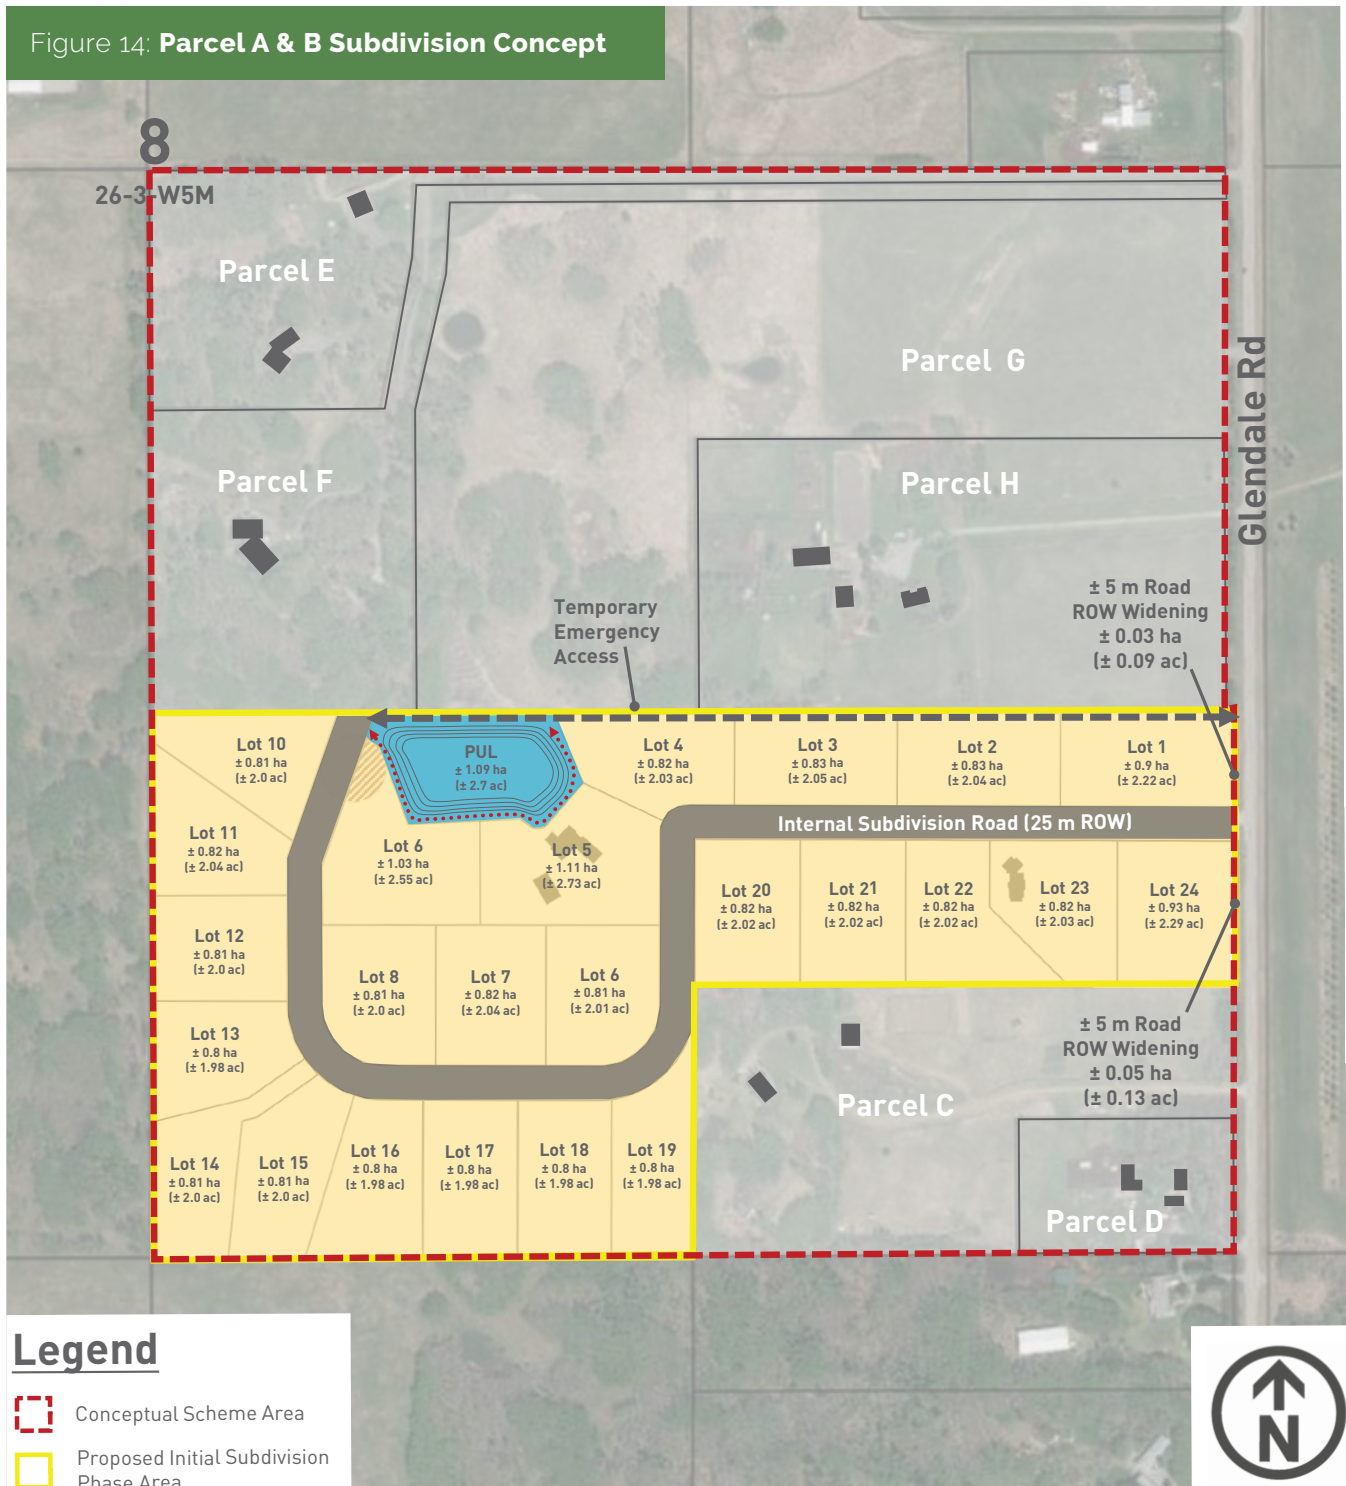 Figure 14: Parcel A & B Subdivision Concept
8
26-3-W5M
Parcel E
Parcel G
Glendale Rd
Parcel F
Parcel H
Temporary
Emergency
Access
± 5 m Road
ROW Widening
± 0.03 ha
(± 0.09 ac)
Lot 10
± 0.81 ha
(± 2.0 ac)
PUL
± 1.09 ha
(± 2.7 ac)
Lot 4
± 0.82 ha
(± 2.03 ac)
Lot 3
± 0.83 ha
(± 2.05 ac)
Lot 2
± 0.83 ha
(± 2.04 ac)
Lot 1
± 0.9 ha
(± 2.22 ac)
Internal Subdivision Road (25 m ROW)
Lot 11
± 0.82 ha
(± 2.04 ac)
Lot 6
± 1.03 ha
(± 2.55 ac)
Lot 5
± 1.11 ha
(± 2.73 ac)
Lot 20
± 0.82 ha
(± 2.02 ac)
Lot 21
± 0.82 ha
(± 2.02 ac)
Lot 22
± 0.82 ha
(± 2.02 ac)
Lot 23
± 0.82 ha
(± 2.03 ac)
Lot 24
± 0.93 ha
(± 2.29 ac)
Lot 12
± 0.81 ha
(± 2.0 ac)
Lot 8
± 0.81 ha
(± 2.0 ac)
Lot 7
± 0.82 ha
(± 2.04 ac)
Lot 6
± 0.81 ha
(± 2.01 ac)
Lot 13
± 0.8 ha
(± 1.98 ac)
± 5 m Road
ROW Widening
± 0.05 ha
(± 0.13 ac)
Parcel C
Lot 14
± 0.81 ha
(± 2.0 ac)
Lot 15
± 0.81 ha
(± 2.0 ac)
Lot 16
± 0.8 ha
(± 1.98 ac)
Lot 17
± 0.8 ha
(± 1.98 ac)
Lot 18
± 0.8 ha
(± 1.98 ac)
Lot 19
± 0.8 ha
(± 1.98 ac)
Parcel D
Legend
Conceptual Scheme Area
Proposed Initial Subdivision
Phase Area
N